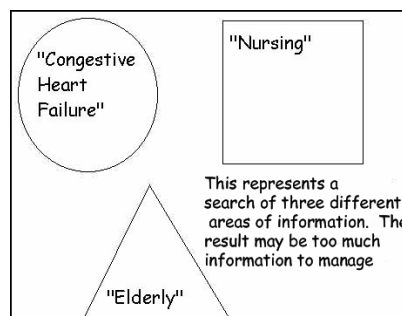 "Congestive
Heart
Failure"
"Nursing"
This represents a
search of three different
areas of information. The
result may be too much
information to manage
"Elderly"